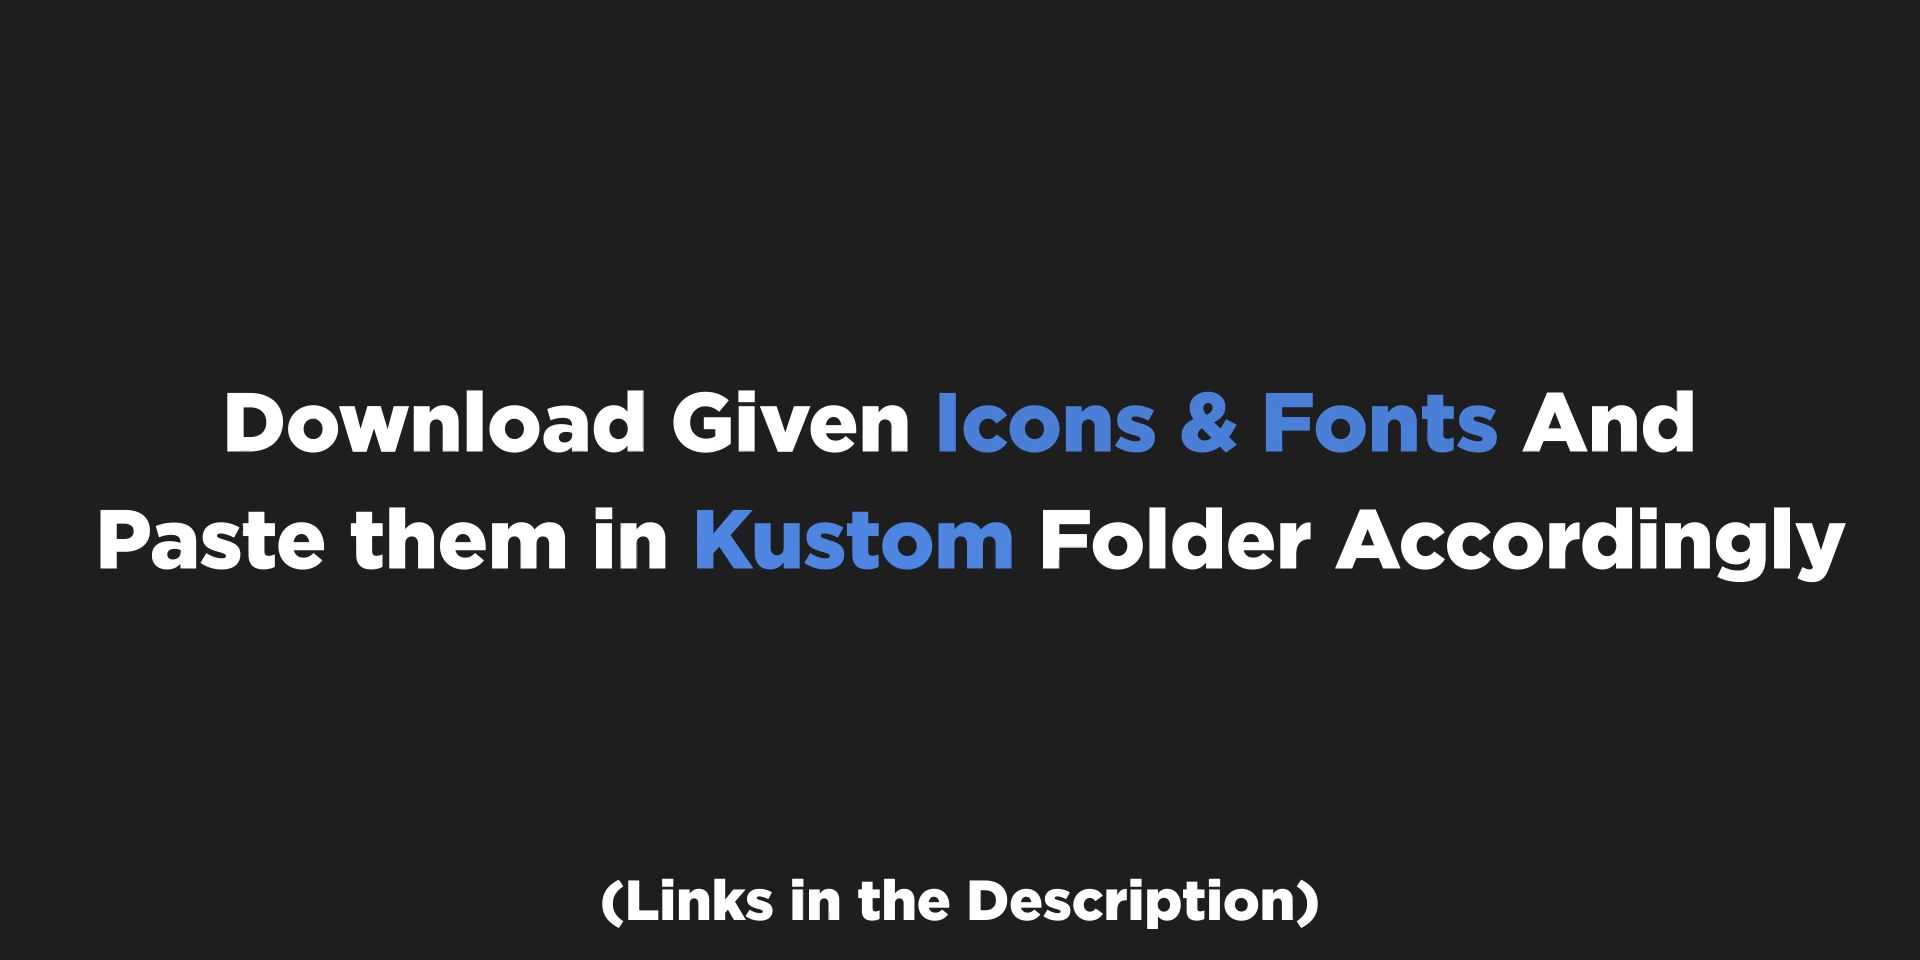 Download Given Icons & Fonts And
Paste them in Kustom Folder Accordingly
(Links in the Description)